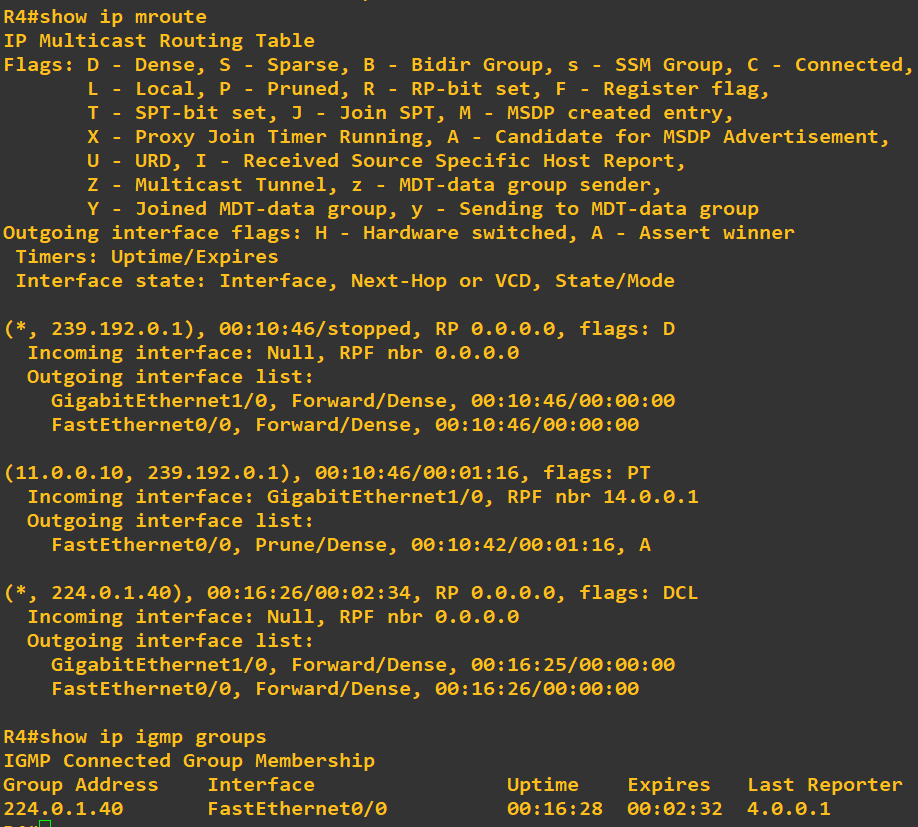 R4#show ip mroute
IP Multicast Routing Table
Flags: D - Dense, S - Sparse, B - Bidir Group, s - SSM Group, C - Connected,
       L - Local, P - Pruned, R - RP-bit set, F - Register flag,
       T - SPT-bit set, J - Join SPT, M - MSDP created entry,
       X - Proxy Join Timer Running, A - Candidate for MSDP Advertisement,
       U - URD, I - Received Source Specific Host Report,
       Z - Multicast Tunnel, z - MDT-data group sender,
       Y - Joined MDT-data group, y - Sending to MDT-data group
Outgoing interface flags: H - Hardware switched, A - Assert winner
 Timers: Uptime/Expires
 Interface state: Interface, Next-Hop or VCD, State/Mode

(*, 239.192.0.1), 00:10:46/stopped, RP 0.0.0.0, flags: D
  Incoming interface: Null, RPF nbr 0.0.0.0
  Outgoing interface list:
    GigabitEthernet1/0, Forward/Dense, 00:10:46/00:00:00
    FastEthernet0/0, Forward/Dense, 00:10:46/00:00:00

(11.0.0.10, 239.192.0.1), 00:10:46/00:01:16, flags: PT
  Incoming interface: GigabitEthernet1/0, RPF nbr 14.0.0.1
  Outgoing interface list:
    FastEthernet0/0, Prune/Dense, 00:10:42/00:01:16, A

(*, 224.0.1.40), 00:16:26/00:02:34, RP 0.0.0.0, flags: DCL
  Incoming interface: Null, RPF nbr 0.0.0.0
  Outgoing interface list:
    GigabitEthernet1/0, Forward/Dense, 00:16:25/00:00:00
    FastEthernet0/0, Forward/Dense, 00:16:26/00:00:00

R4#show ip igmp groups
IGMP Connected Group Membership
Group Address    Interface                Uptime    Expires   Last Reporter
224.0.1.40       FastEthernet0/0          00:16:28  00:02:32  4.0.0.1
R4#